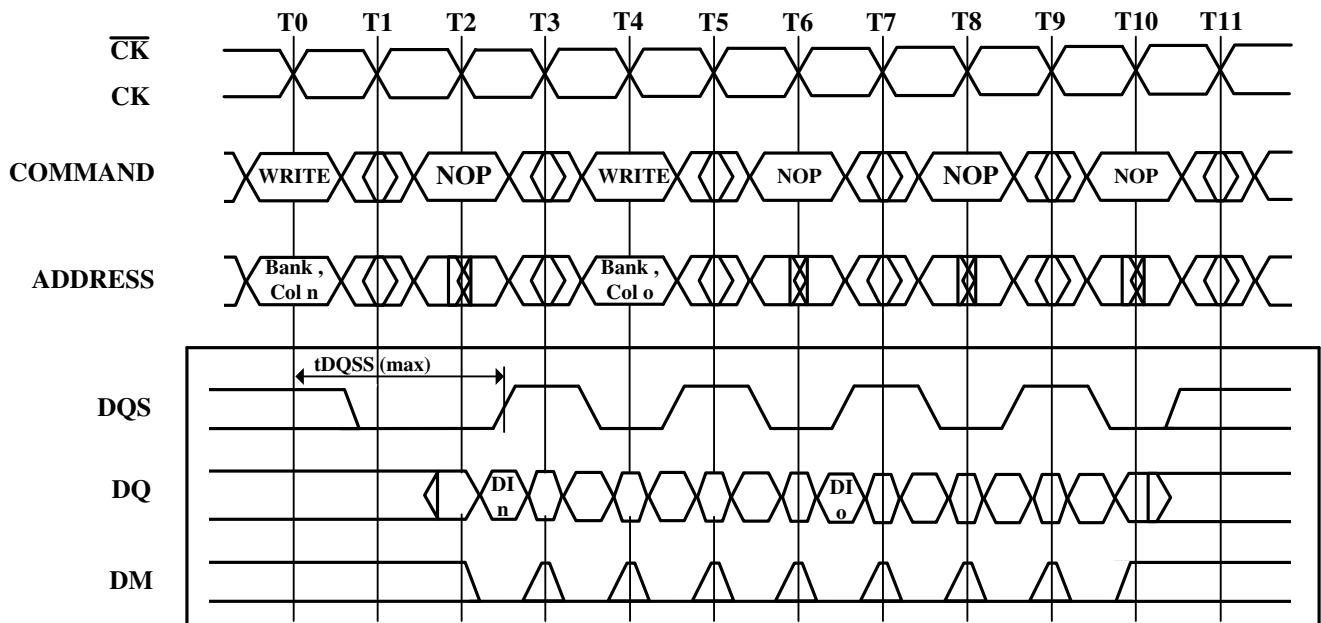 T0 T1 T2 T3 T4 T5 T6 T7 T8 T9 T10 T11
CK
CK
COMMAND WRITE NOP WRITE NOP NOP NOP
ADDRESS Bank , Bank ,
Col n Col o
tDQSS (max)
DQS
DQ DI DI
n o
DM